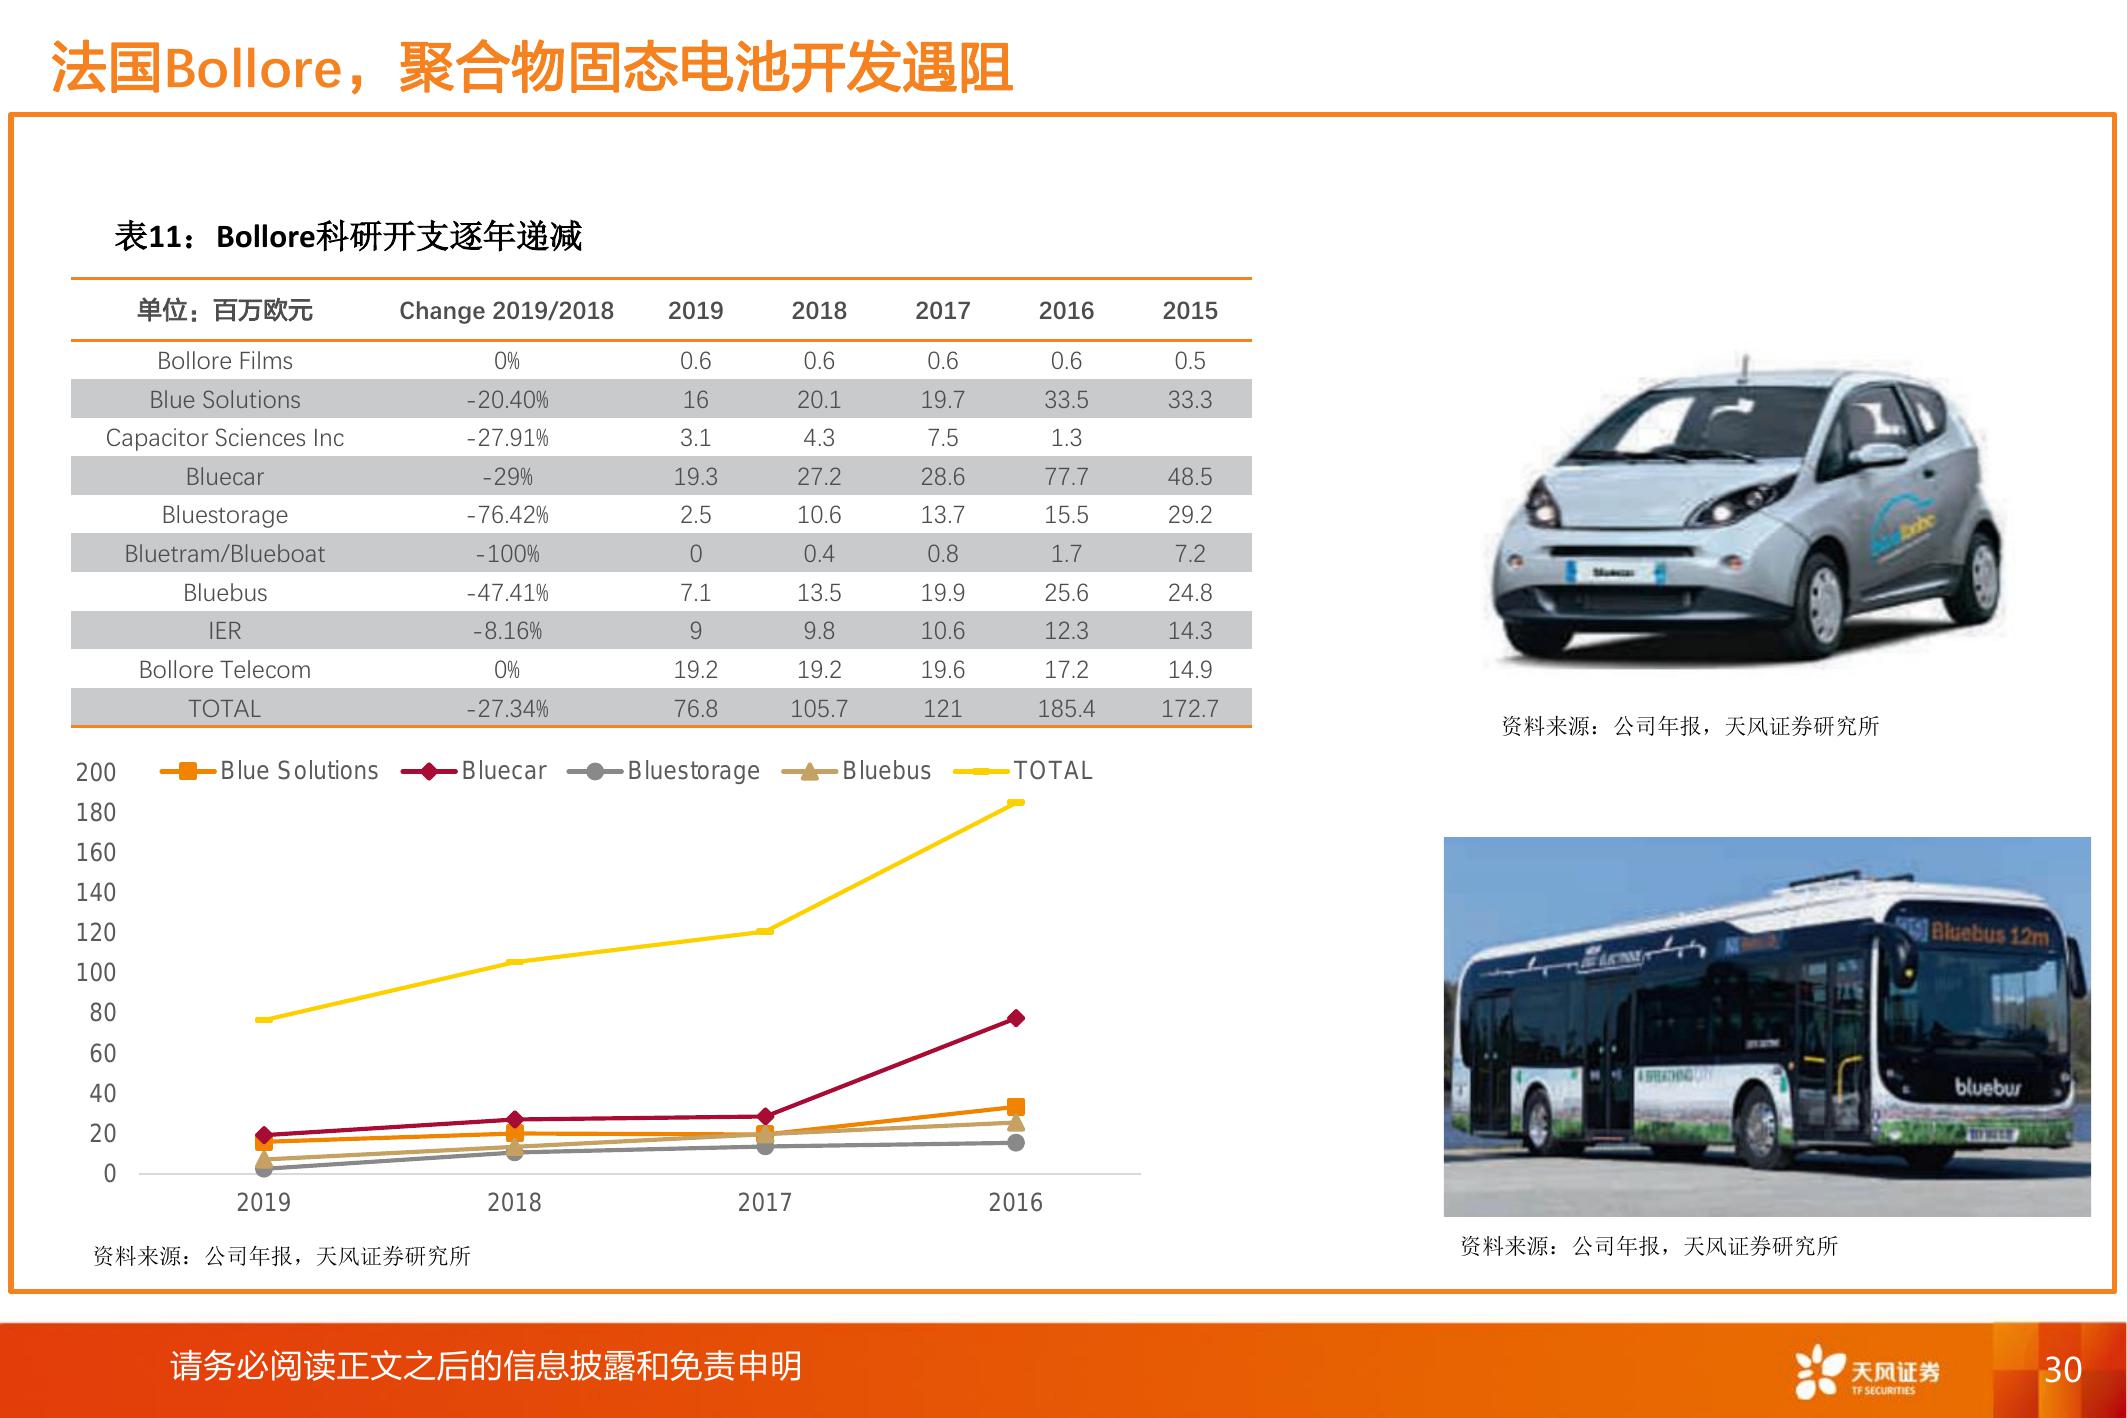 法国Bollore，聚合物固态电池开发遇阻
表11：Bollore科研开支逐年递减
单位：百万欧元 Change 2019/2018 2019 2018 2017 2016 2015
Bollore Films 0% 0.6 0.6 0.6 0.6 0.5
Blue Solutions -20.40% 16 20.1 19.7 33.5 33.3
Capacitor Sciences Inc -27.91% 3.1 4.3 7.5 1.3
Bluecar -29% 19.3 27.2 28.6 77.7 48.5
Bluestorage -76.42% 2.5 10.6 13.7 15.5 29.2
Bluetram/Blueboat -100% 0 0.4 0.8 1.7 7.2
Bluebus -47.41% 7.1 13.5 19.9 25.6 24.8
IER -8.16% 9 9.8 10.6 12.3 14.3
Bollore Telecom 0% 19.2 19.2 19.6 17.2 14.9
TOTAL -27.34% 76.8 105.7 121 185.4 172.7
Blue Solutions Bluecar Bluestorage Bluebus TOTAL
200
180
160
140
120
100
80
60
40
20
0
2019 2018 2017 2016
资料来源：公司年报，天风证券研究所
Bluecar
资料来源：公司年报，天风证券研究所
Bluebus 12m
bluebus
资料来源：公司年报，天风证券研究所
请务必阅读正文之后的信息披露和免责申明
天风证券
TF SECURITIES
30